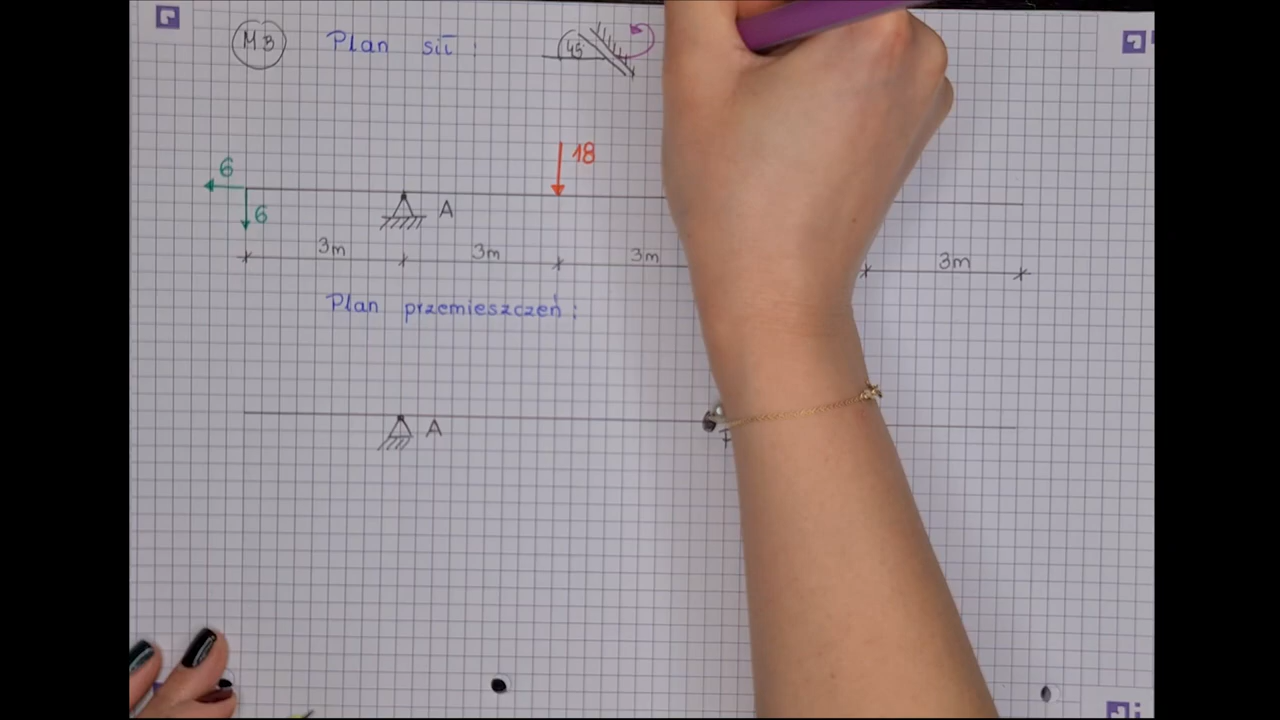 MB Plan sił : 45°
6 18
6 A
3m 3m 3m 3m
Plan przemieszczeń :
A